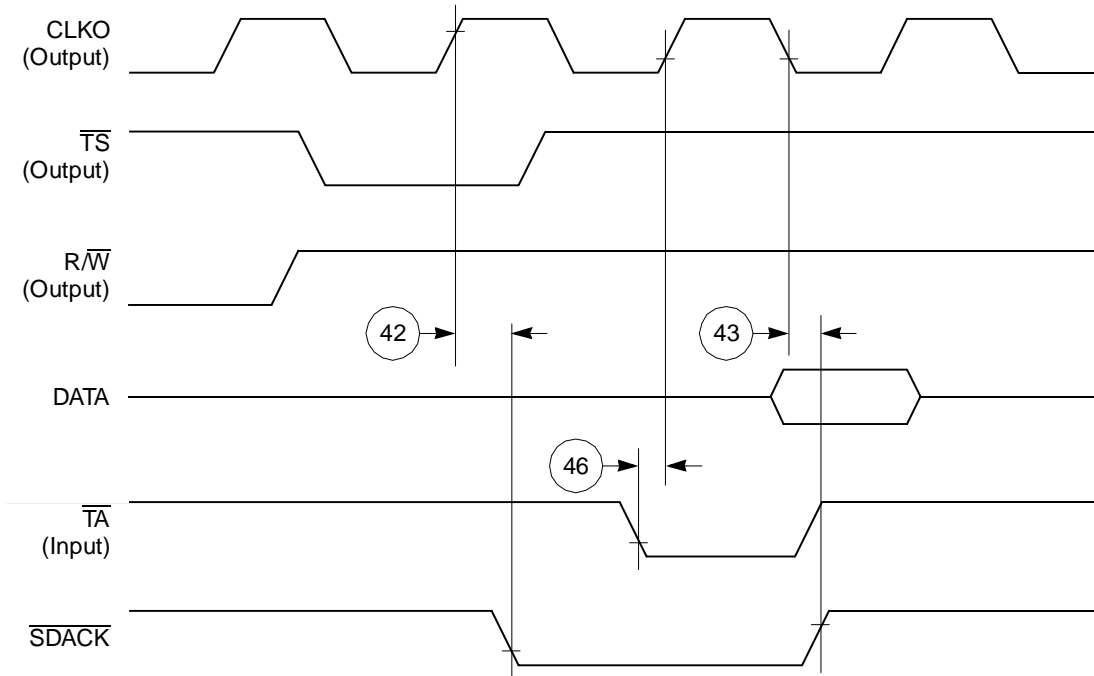 CLKO
(Output)
TS
(Output)
R/W
(Output)
42
43
DATA
46
TA
(Input)
SDACK